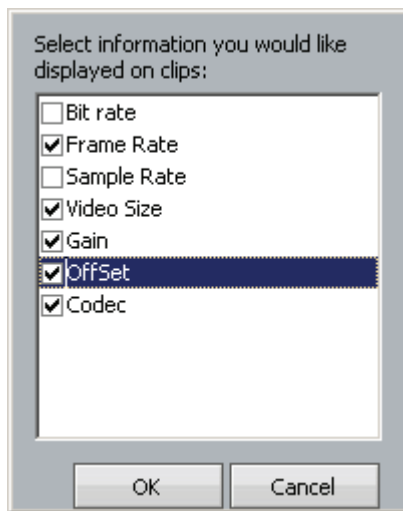 Select information you would like
displayed on clips:
Bit rate
Frame Rate
Sample Rate
Video Size
Gain
OffSet
Codec
OK Cancel